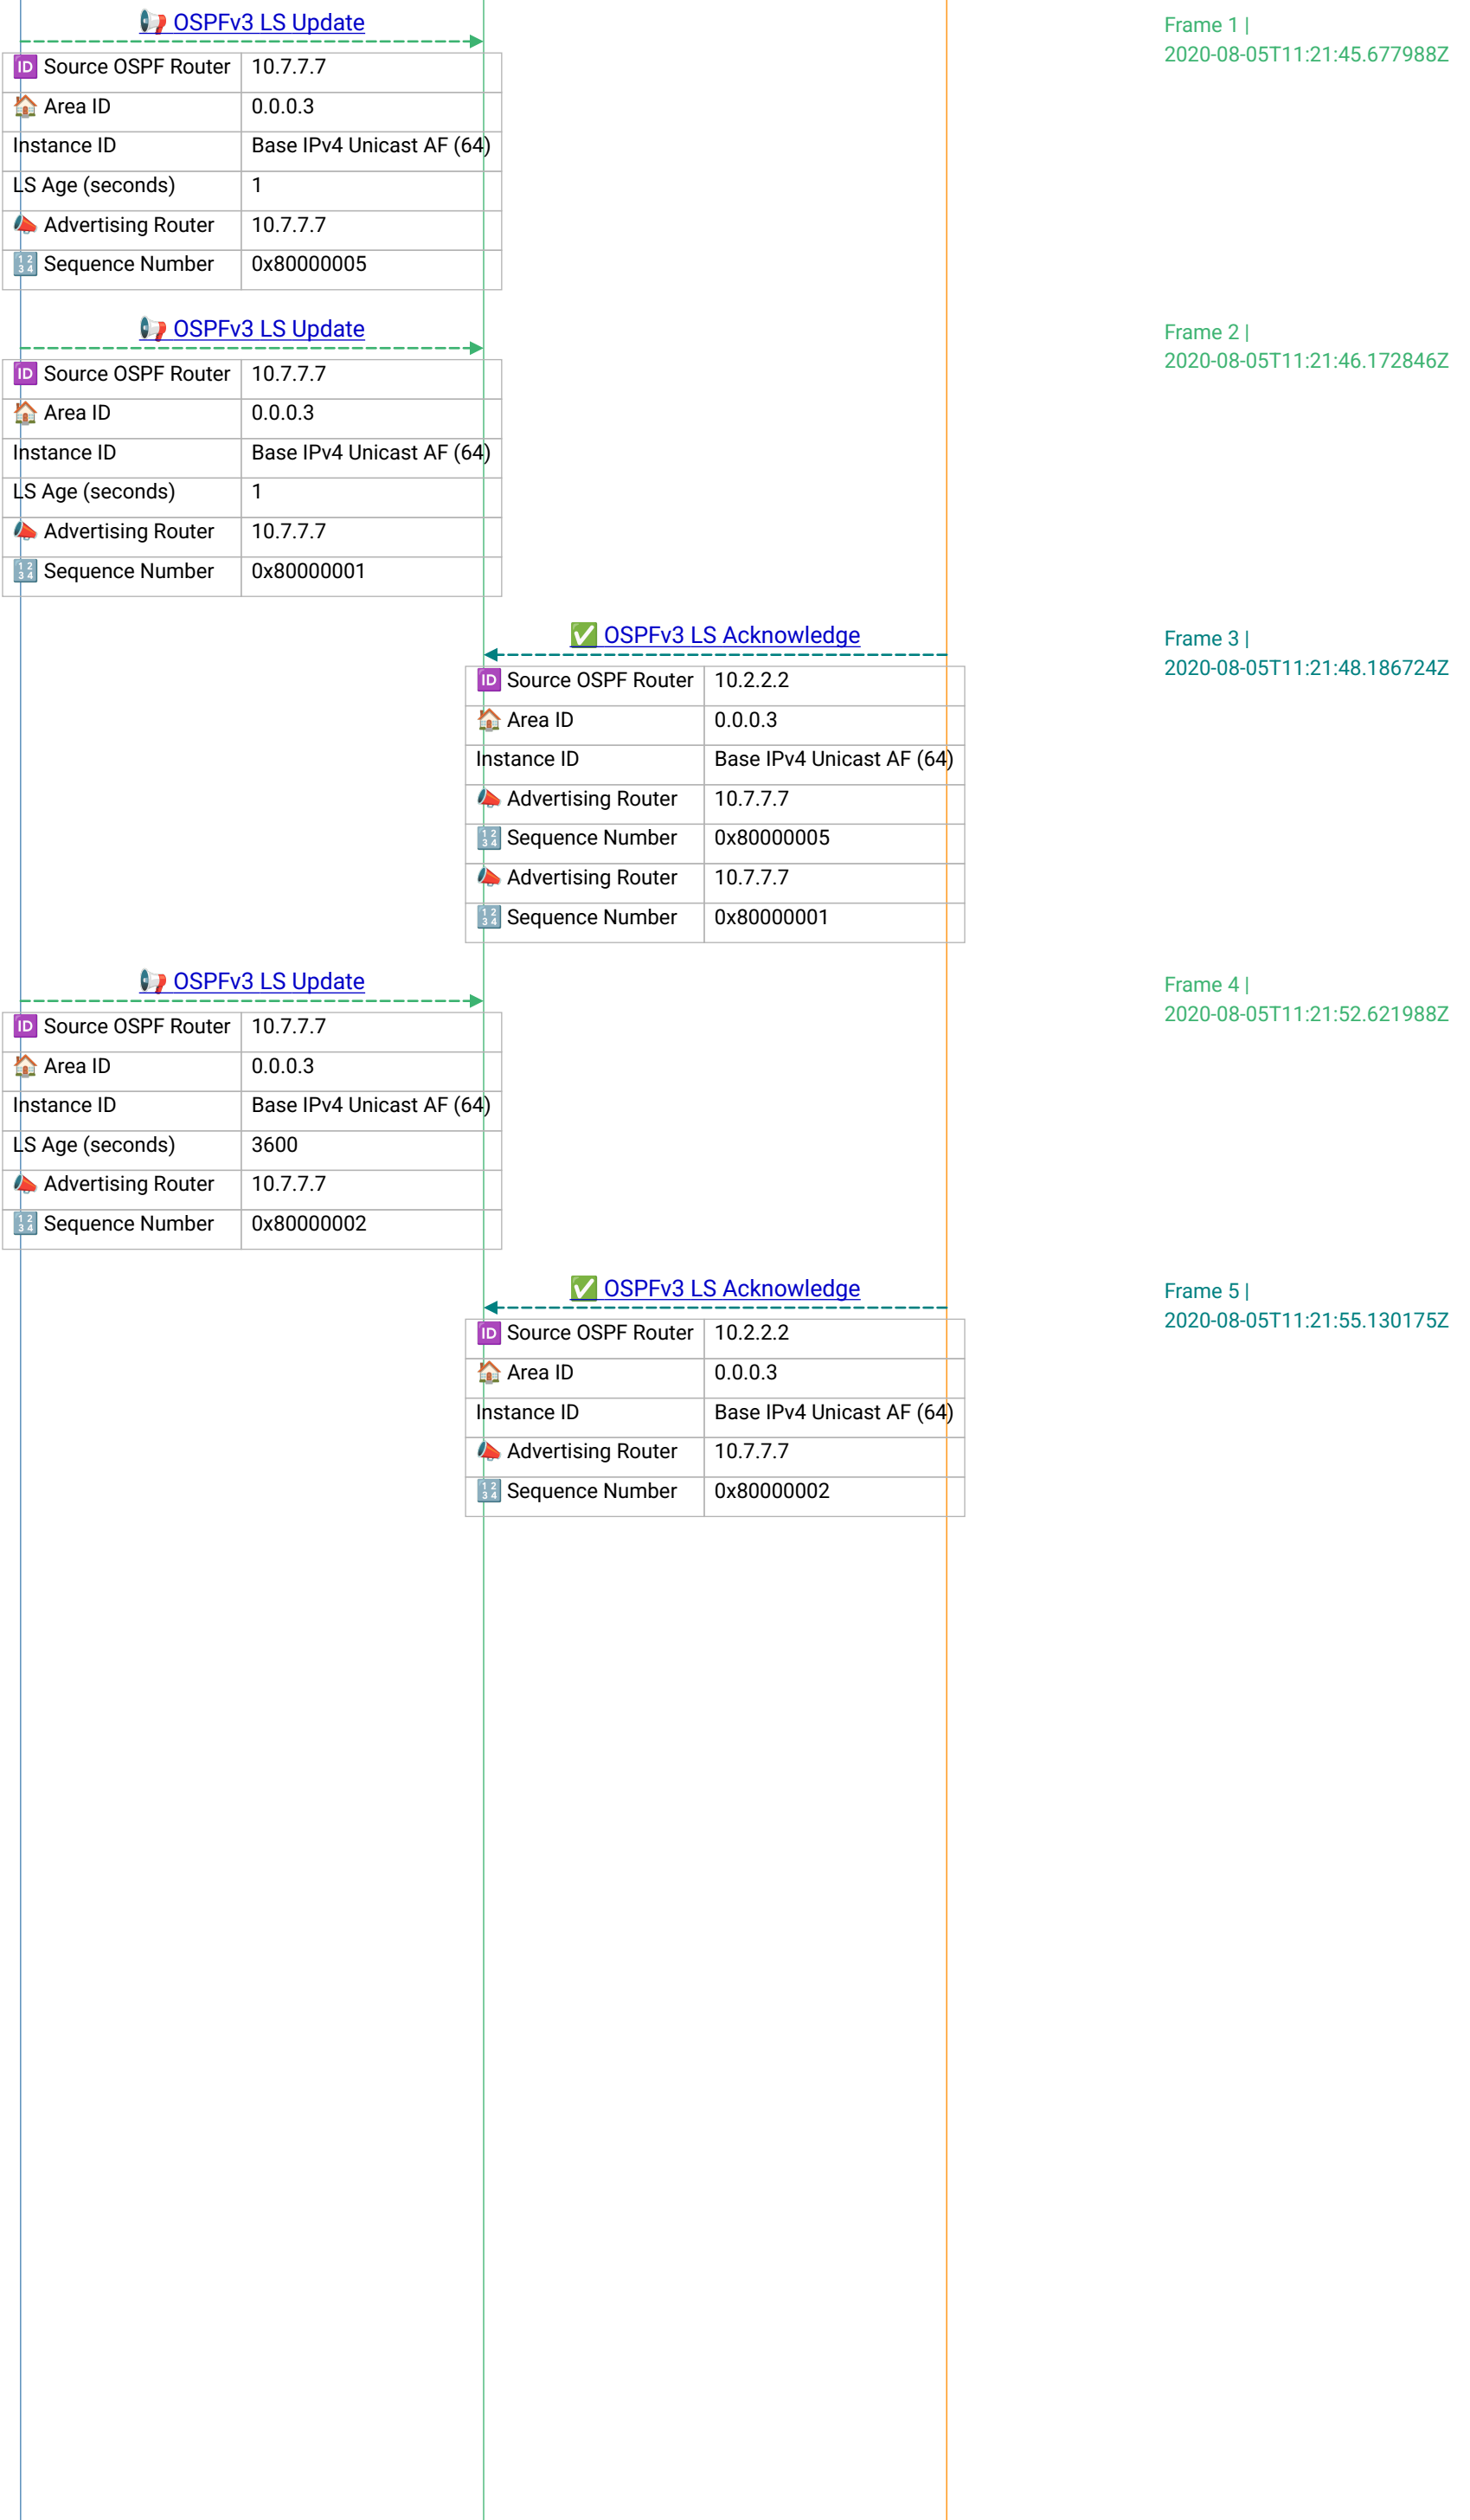 OSPFv3 LS Update
Frame 1 |
2020-08-05T11:21:45.677988Z
🆔 Source OSPF Router 10.7.7.7
🏠 Area ID 0.0.0.3
Instance ID Base IPv4 Unicast AF (64)
LS Age (seconds) 1
📣 Advertising Router 10.7.7.7
🔢 Sequence Number 0x80000005
OSPFv3 LS Update
Frame 2 |
2020-08-05T11:21:46.172846Z
🆔 Source OSPF Router 10.7.7.7
🏠 Area ID 0.0.0.3
Instance ID Base IPv4 Unicast AF (64)
LS Age (seconds) 1
📣 Advertising Router 10.7.7.7
🔢 Sequence Number 0x80000001
✅ OSPFv3 LS Acknowledge
Frame 3 |
2020-08-05T11:21:48.186724Z
🆔 Source OSPF Router 10.2.2.2
🏠 Area ID 0.0.0.3
Instance ID Base IPv4 Unicast AF (64)
📣 Advertising Router 10.7.7.7
🔢 Sequence Number 0x80000005
📣 Advertising Router 10.7.7.7
🔢 Sequence Number 0x80000001
OSPFv3 LS Update
Frame 4 |
2020-08-05T11:21:52.621988Z
🆔 Source OSPF Router 10.7.7.7
🏠 Area ID 0.0.0.3
Instance ID Base IPv4 Unicast AF (64)
LS Age (seconds) 3600
📣 Advertising Router 10.7.7.7
🔢 Sequence Number 0x80000002
✅ OSPFv3 LS Acknowledge
Frame 5 |
2020-08-05T11:21:55.130175Z
🆔 Source OSPF Router 10.2.2.2
🏠 Area ID 0.0.0.3
Instance ID Base IPv4 Unicast AF (64)
📣 Advertising Router 10.7.7.7
🔢 Sequence Number 0x80000002